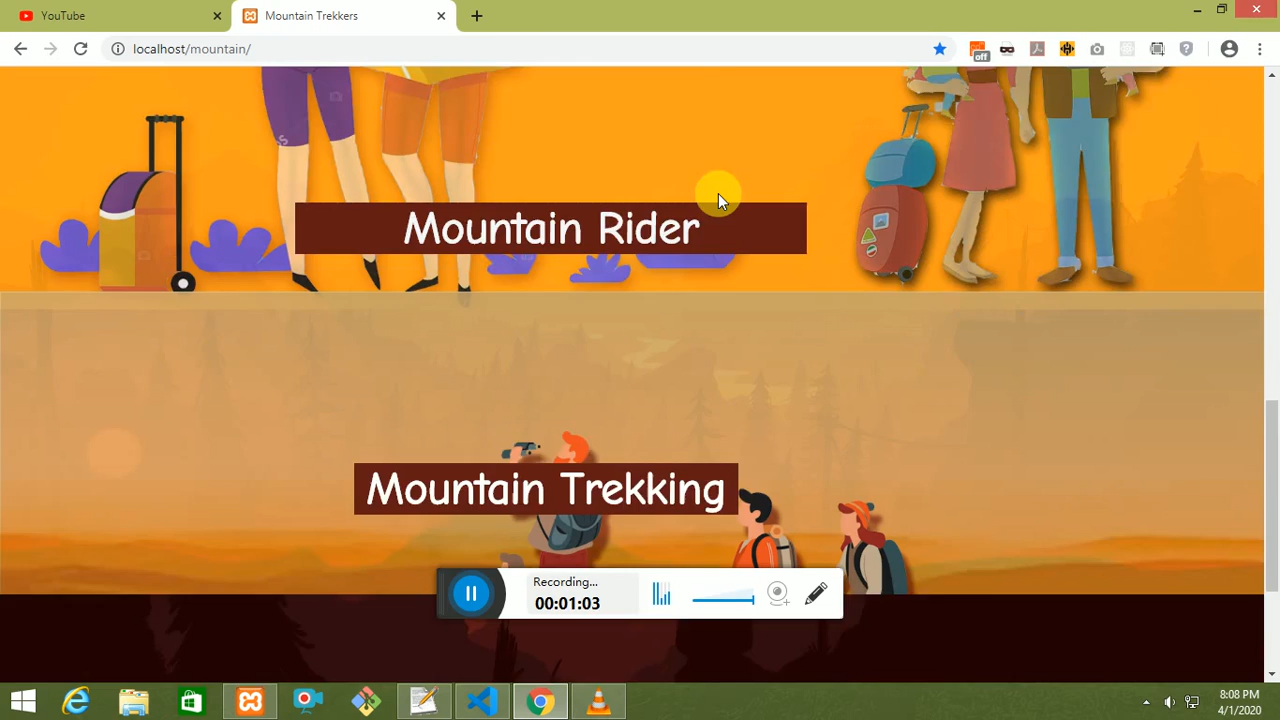 YouTube
Mountain Trekkers
localhost/mountain/
off
Mountain Rider
Mountain Trekking
Recording...
00:01:03
8:08 PM
4/1/2020